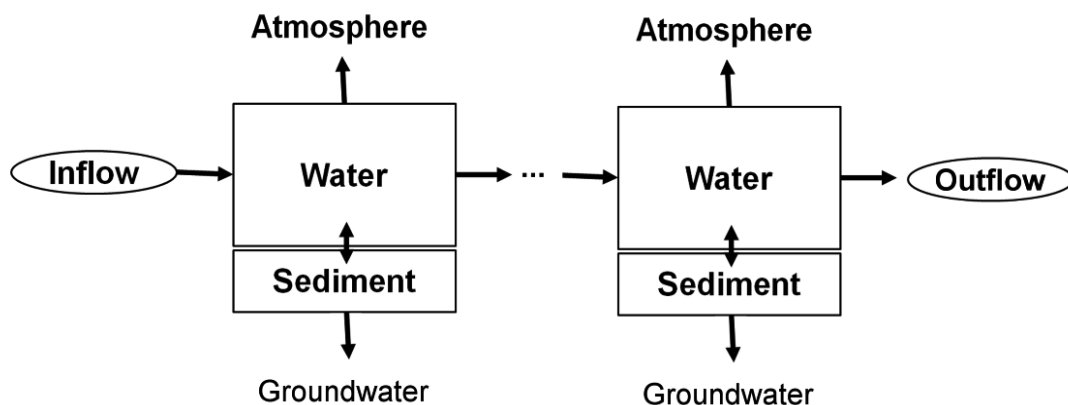 Atmosphere
Atmosphere
Inflow
Water
...
Water
Outflow
Sediment
Sediment
Groundwater
Groundwater